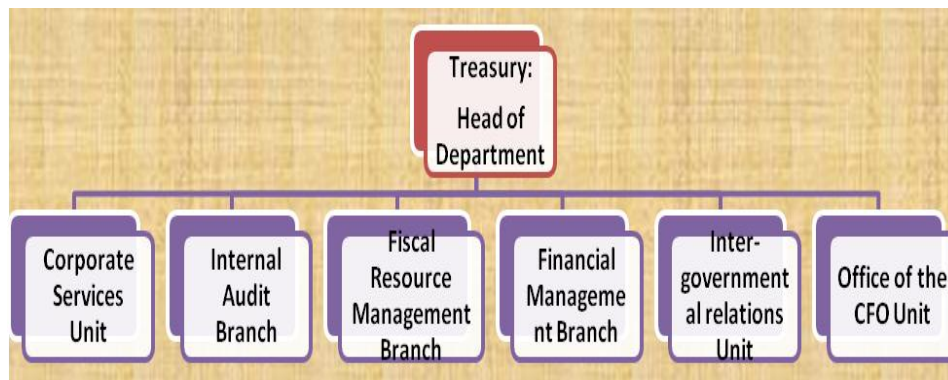 Treasury:
Head of
Department
Corporate
Services
Unit
Internal
Audit
Branch
Fiscal
Resource
Management
Branch
Financial
Manageme
nt Branch
Inter-
government
al relations
Unit
Office of the
CFO Unit